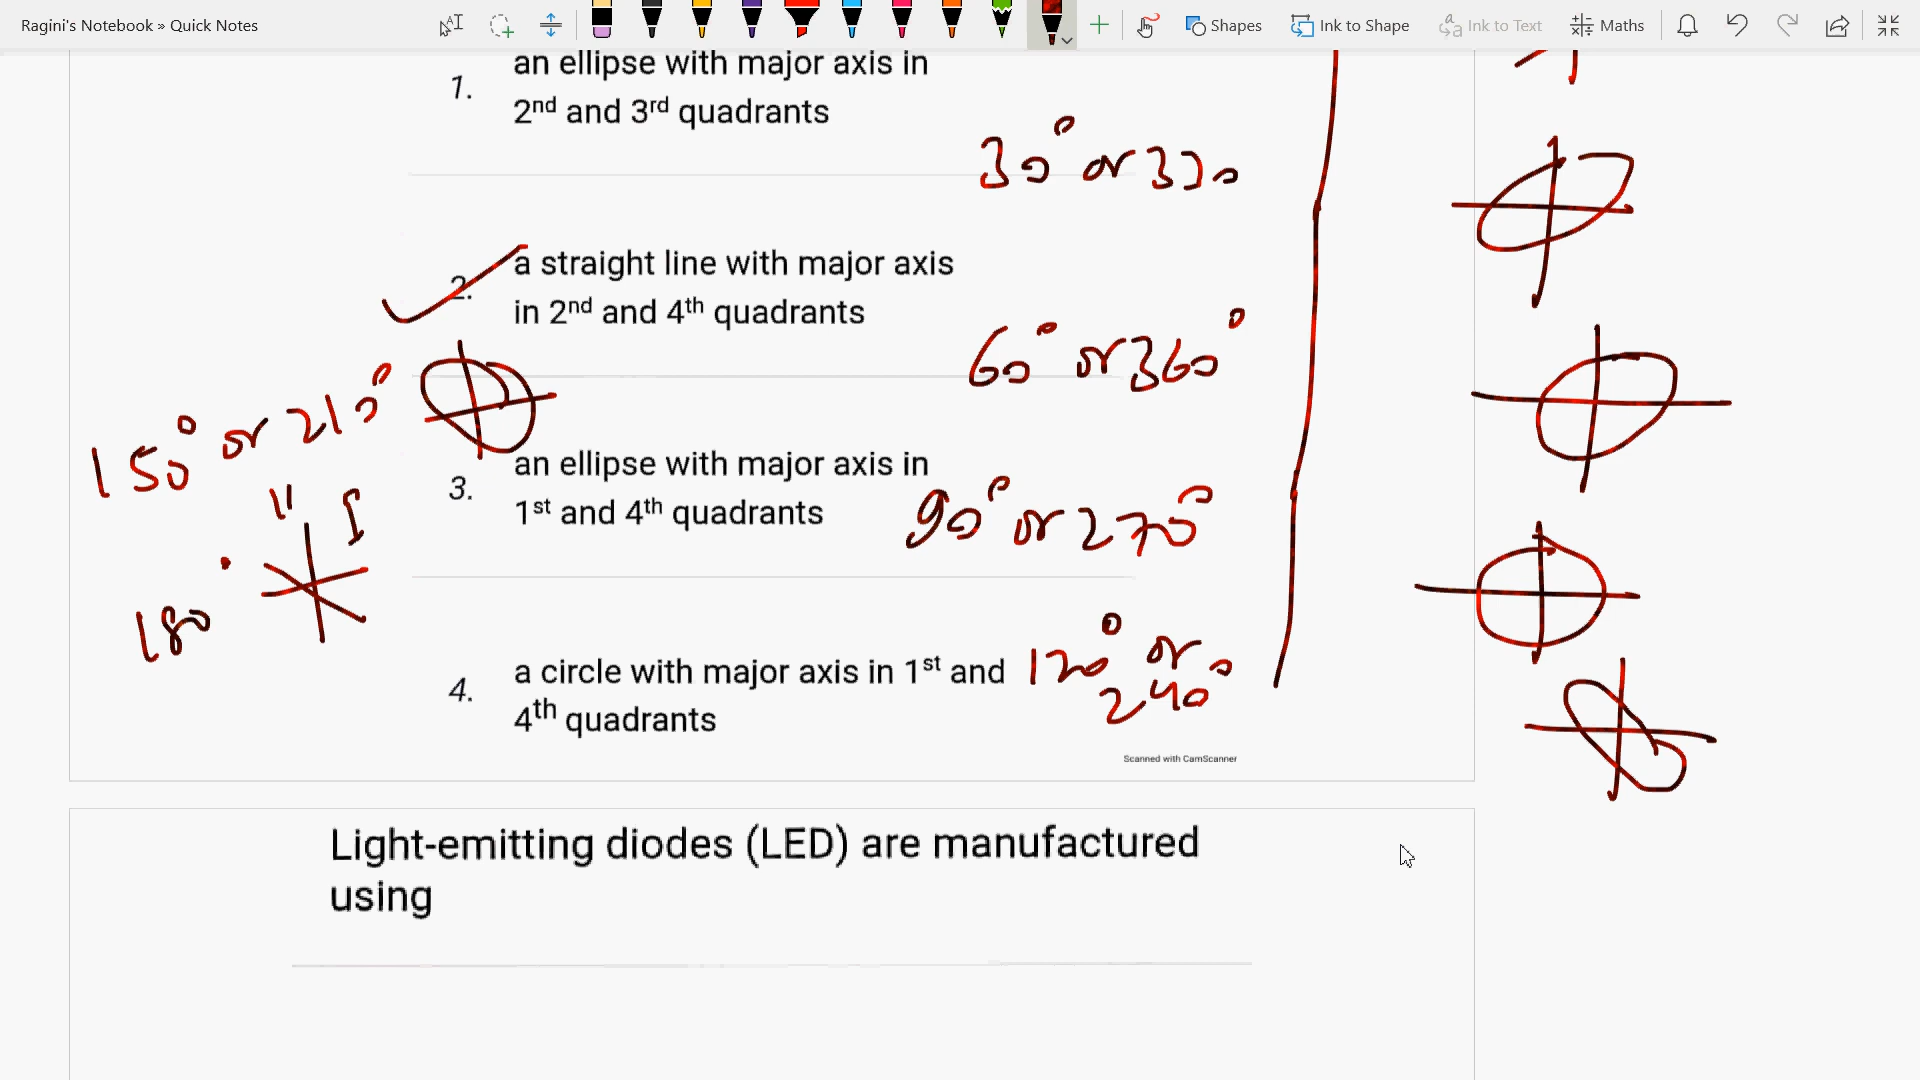 Ragini's Notebook » Quick Notes
Shapes
Ink to Shape
Ink to Text
Maths
1. an ellipse with major axis in
2nd and 3rd quadrants
30° or 330
2. a straight line with major axis
in 2nd and 4th quadrants
60° or 360°
150° or 210°
3. an ellipse with major axis in
1st and 4th quadrants
90° or 270°
180°
4. a circle with major axis in 1st and
4th quadrants
120° or
240°
Scanned with CamScanner
Light-emitting diodes (LED) are manufactured
using